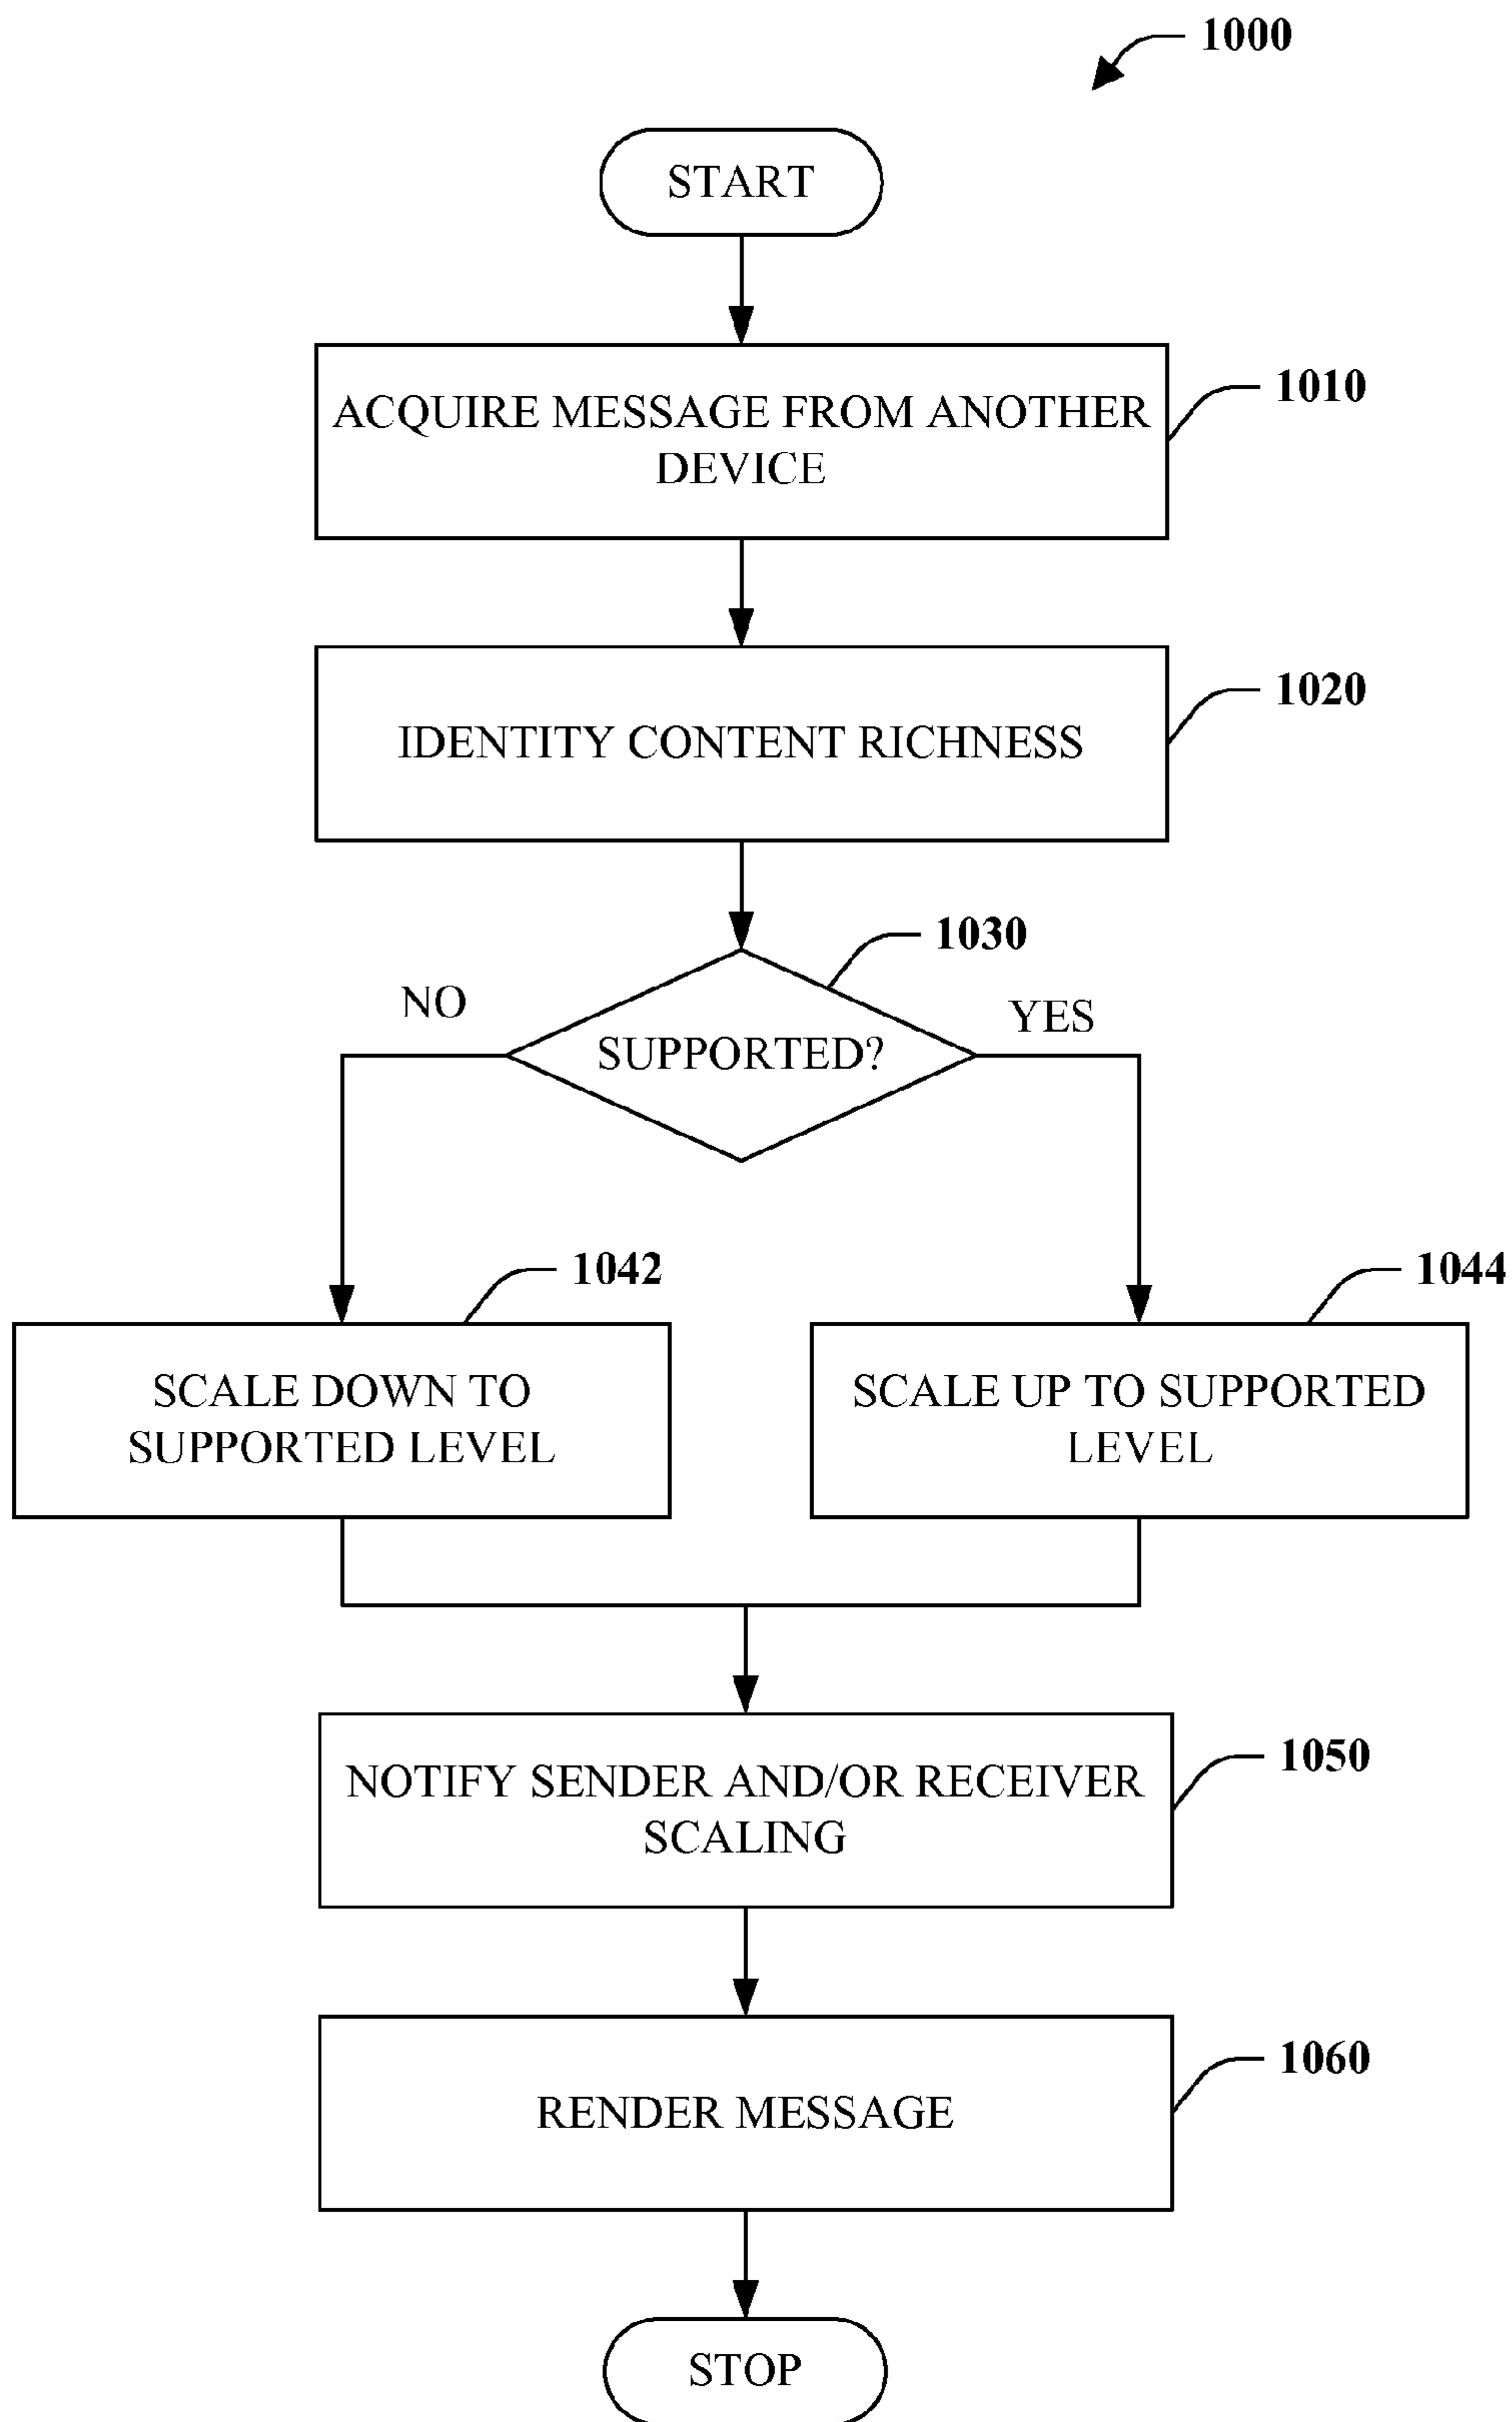 1000
START
ACQUIRE MESSAGE FROM ANOTHER
DEVICE
1010
IDENTITY CONTENT RICHNESS
1020
1030
NO
YES
SUPPORTED?
1042
1044
SCALE DOWN TO
SUPPORTED LEVEL
SCALE UP TO SUPPORTED
LEVEL
NOTIFY SENDER AND/OR RECEIVER
SCALING
1050
RENDER MESSAGE
1060
STOP